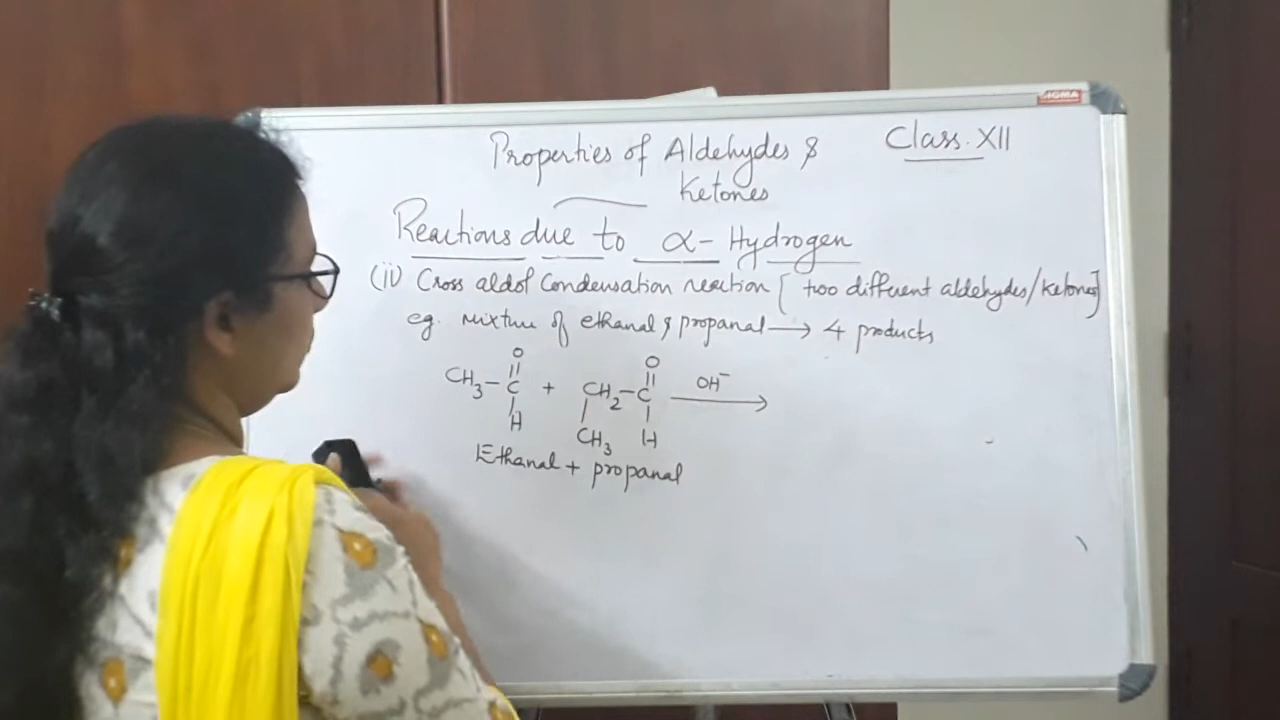 SIGMA
Properties of Aldehydes &
Ketones
Class. XII
Reactions due to α- Hydrogen
(ii) Cross aldol Condensation reaction [ two different aldehydes/ketones]
eg. mixture of ethanal & propanal → 4 products
O O
CH₃-C + CH₂-C OH⁻ →
H CH₃ H
Ethanal + propanal